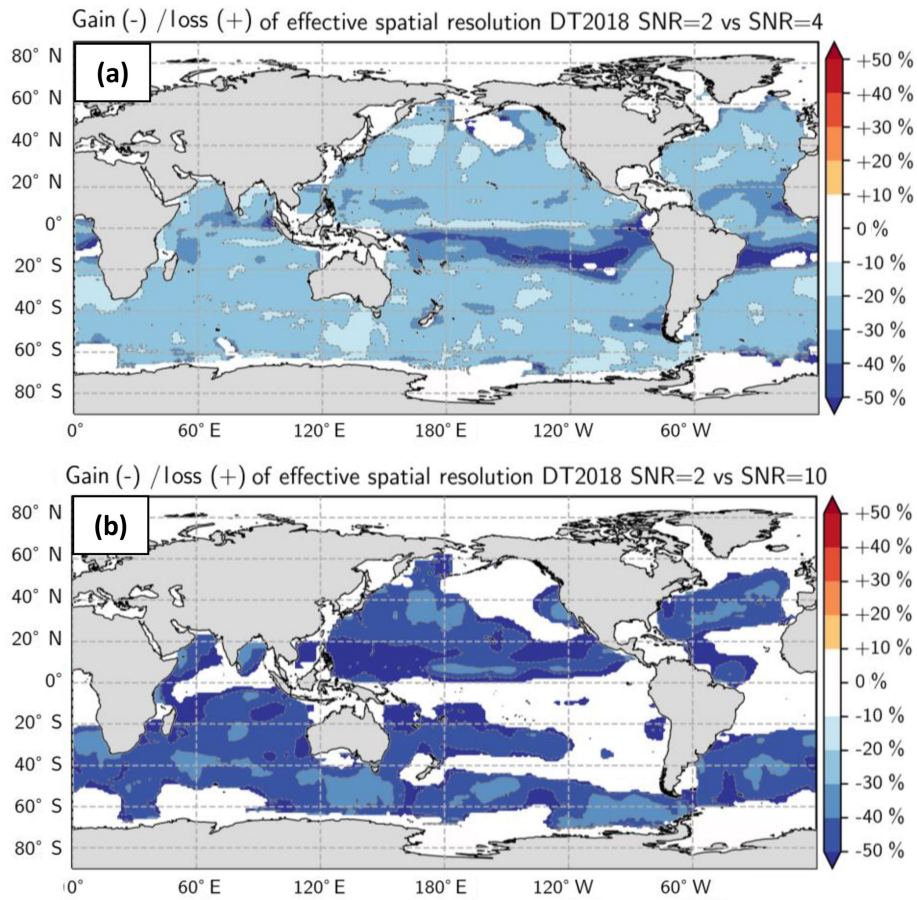 Gain (-) /loss (+) of effective spatial resolution DT2018 SNR=2 vs SNR=4
(a)
80° N
60° N
40° N
20° N
0°
20° S
40° S
60° S
80° S
0° 60° E 120° E 180° E 120° W 60° W
+50 %
+40 %
+30 %
+20 %
+10 %
0 %
-10 %
-20 %
-30 %
-40 %
-50 %
Gain (-) /loss (+) of effective spatial resolution DT2018 SNR=2 vs SNR=10
(b)
80° N
60° N
40° N
20° N
0°
20° S
40° S
60° S
80° S
0° 60° E 120° E 180° E 120° W 60° W
+50 %
+40 %
+30 %
+20 %
+10 %
0 %
-10 %
-20 %
-30 %
-40 %
-50 %